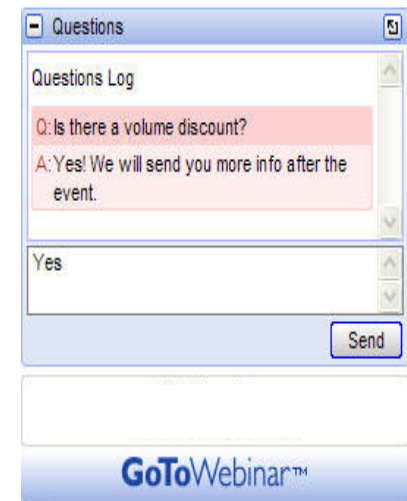 Questions
Questions Log
Q: Is there a volume discount?
A: Yes! We will send you more info after the
event.
Yes
Send
GoToWebinar™